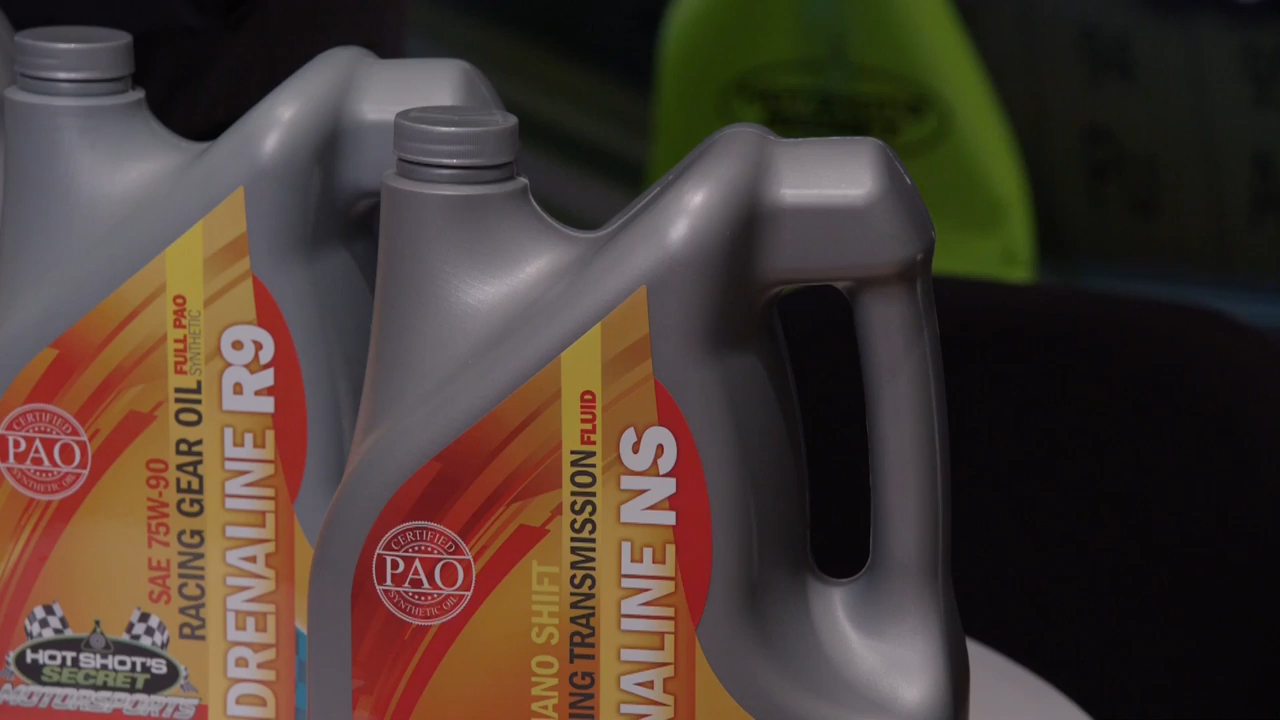 CERTIFIED
PAO
SYNTHETIC OIL
SAE 75W-90
RACING GEAR OIL
FULL PAO
SYNTHETIC
DRENALINE R9
HOT SHOT'S
SECRET
MOTORSPORTS
CERTIFIED
PAO
SYNTHETIC OIL
ANO SHIFT
ING TRANSMISSION FLUID
NALINE NS